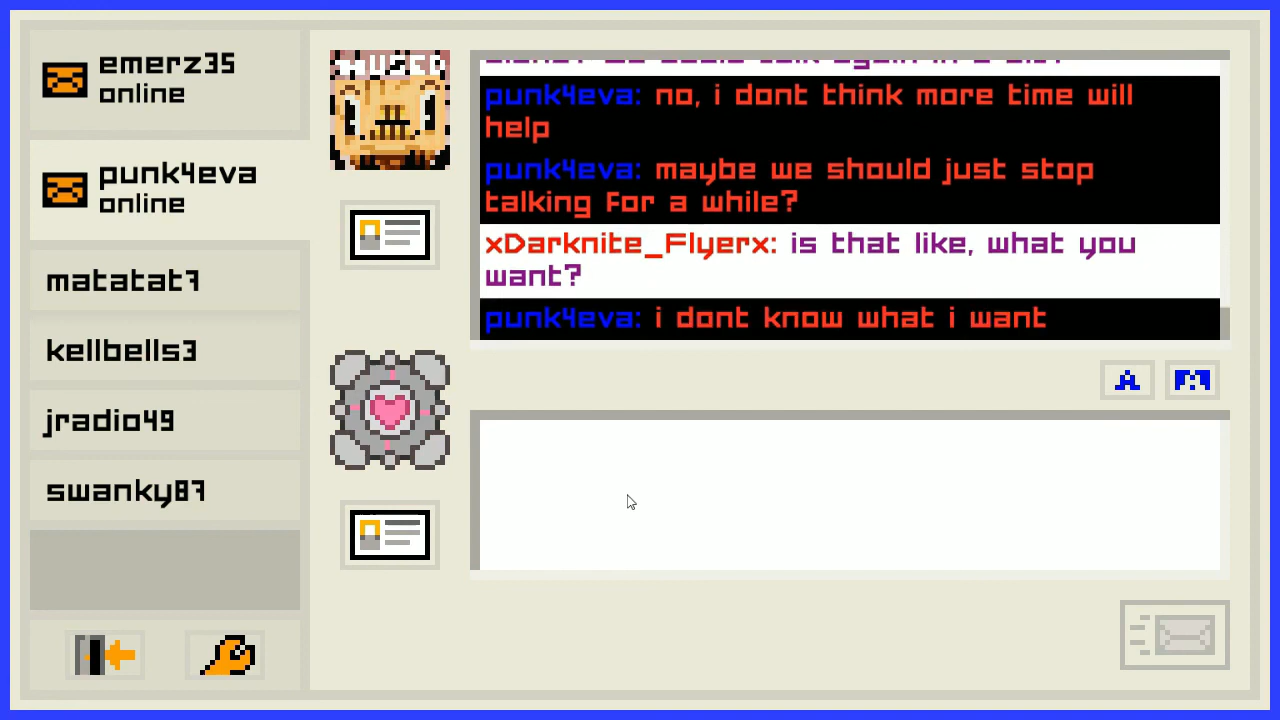 emerz35
online
punk4eva
online
matatat7
kellbells3
jradio49
swanky87
MUSER
punk4eva: no, i dont think more time will
help
punk4eva: maybe we should just stop
talking for a while?
xDarknite_Flyerx: is that like, what you
want?
punk4eva: i dont know what i want
A